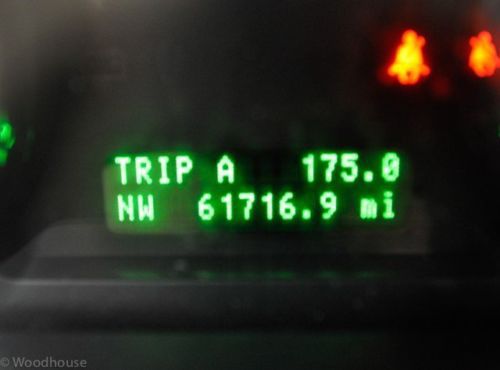 TRIP A 175.0
NW 61716.9 mi
© Woodhouse